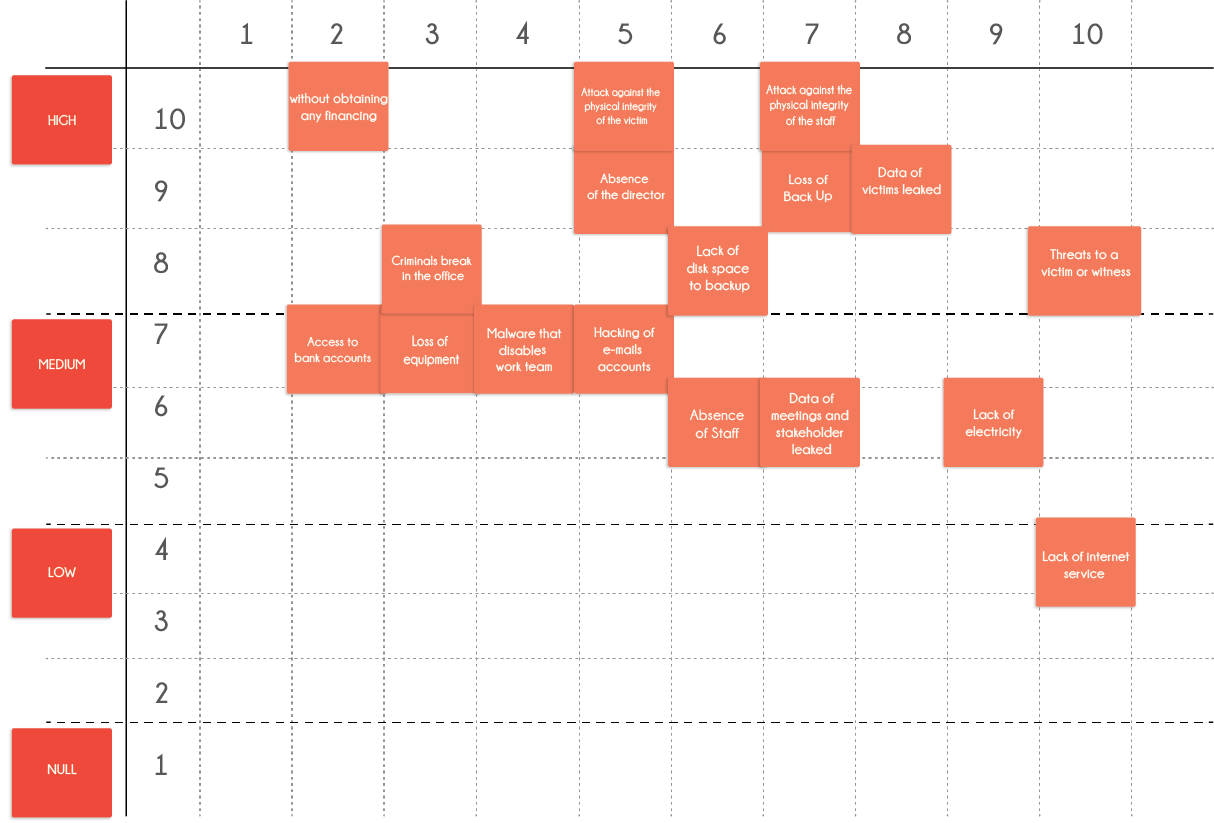 1 2 3 4 5 6 7 8 9 10
HIGH
10
without obtaining
any financing
Attack against the
physical integrity
of the victim
Attack against the
physical integrity
of the staff
9
Absence
of the director
Loss of
Back Up
Data of
victims leaked
8
Criminals break
in the office
Lack of
disk space
to backup
Threats to a
victim or witness
MEDIUM
7
Access to
bank accounts
Loss of
equipment
Malware that
disables
work team
Hacking of
e-mails
accounts
6
Absence
of Staff
Data of
meetings and
stakeholder
leaked
Lack of
electricity
5
LOW
4
Lack of internet
service
3
2
NULL
1